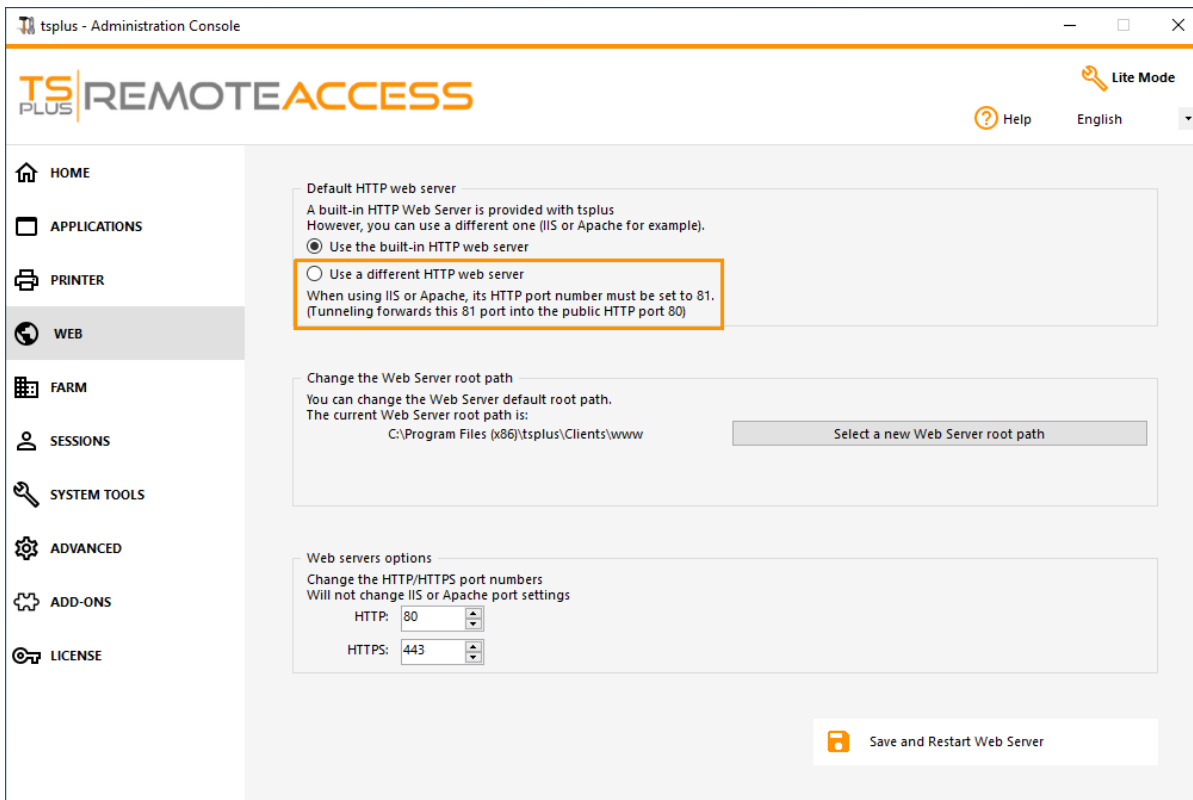 tsplus - Administration Console
TS PLUS REMOTEACCESS
Lite Mode
Help
English
HOME
APPLICATIONS
PRINTER
WEB
FARM
SESSIONS
SYSTEM TOOLS
ADVANCED
ADD-ONS
LICENSE
Default HTTP web server
A built-in HTTP Web Server is provided with tsplus
However, you can use a different one (IIS or Apache for example).
Use the built-in HTTP web server
Use a different HTTP web server
When using IIS or Apache, its HTTP port number must be set to 81.
(Tunneling forwards this 81 port into the public HTTP port 80)
Change the Web Server root path
You can change the Web Server default root path.
The current Web Server root path is:
C:\Program Files (x86)\tsplus\Clients\www
Select a new Web Server root path
Web servers options
Change the HTTP/HTTPS port numbers
Will not change IIS or Apache port settings
HTTP: 80
HTTPS: 443
Save and Restart Web Server